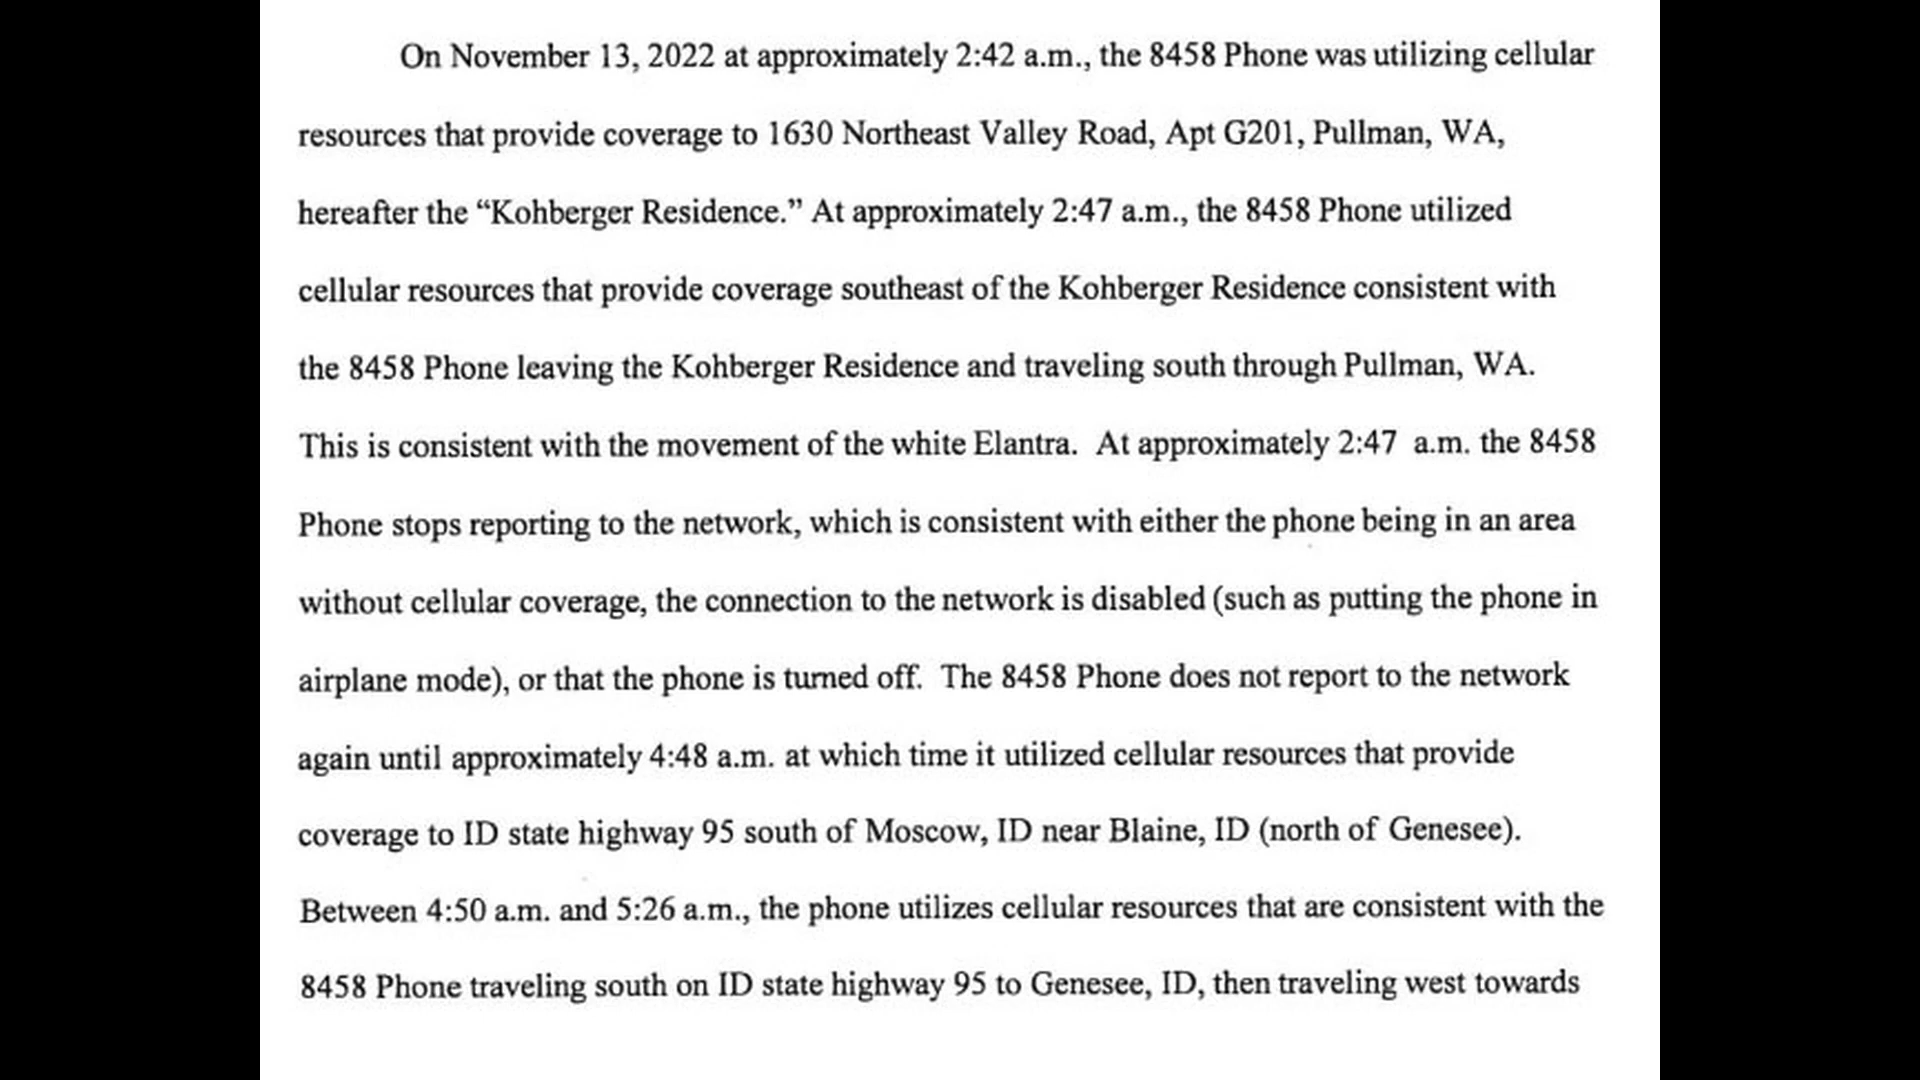 On November 13, 2022 at approximately 2:42 a.m., the 8458 Phone was utilizing cellular
resources that provide coverage to 1630 Northeast Valley Road, Apt G201, Pullman, WA,
hereafter the “Kohberger Residence.” At approximately 2:47 a.m., the 8458 Phone utilized
cellular resources that provide coverage southeast of the Kohberger Residence consistent with
the 8458 Phone leaving the Kohberger Residence and traveling south through Pullman, WA.
This is consistent with the movement of the white Elantra.  At approximately 2:47  a.m. the 8458
Phone stops reporting to the network, which is consistent with either the phone being in an area
without cellular coverage, the connection to the network is disabled (such as putting the phone in
airplane mode), or that the phone is turned off.  The 8458 Phone does not report to the network
again until approximately 4:48 a.m. at which time it utilized cellular resources that provide
coverage to ID state highway 95 south of Moscow, ID near Blaine, ID (north of Genesee).
Between 4:50 a.m. and 5:26 a.m., the phone utilizes cellular resources that are consistent with the
8458 Phone traveling south on ID state highway 95 to Genesee, ID, then traveling west towards